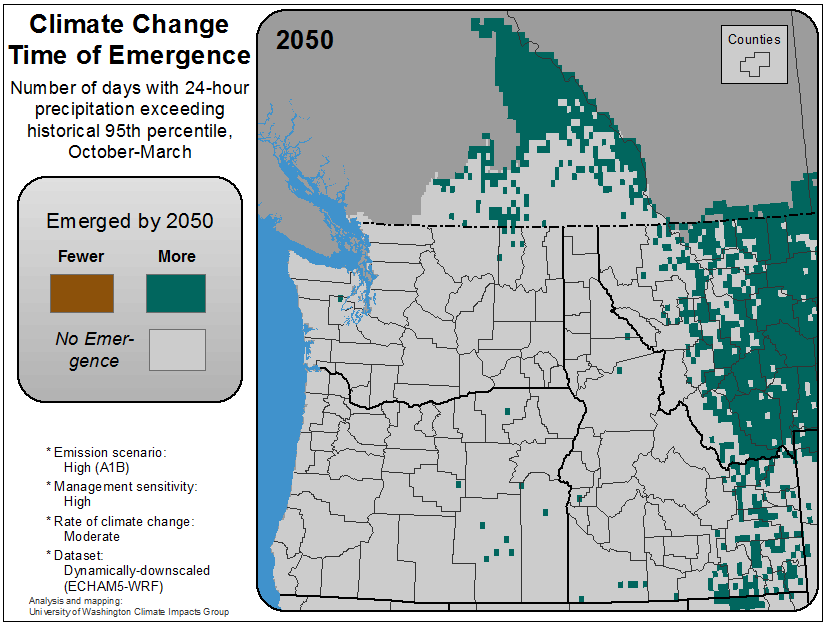 Climate Change
Time of Emergence
Number of days with 24-hour
precipitation exceeding
historical 95th percentile,
October-March
Emerged by 2050
Fewer More
No Emer-
gence
* Emission scenario:
High (A1B)
* Management sensitivity:
High
* Rate of climate change:
Moderate
* Dataset:
Dynamically-downscaled
(ECHAM5-WRF)
Analysis and mapping:
University of Washington Climate Impacts Group
2050
Counties